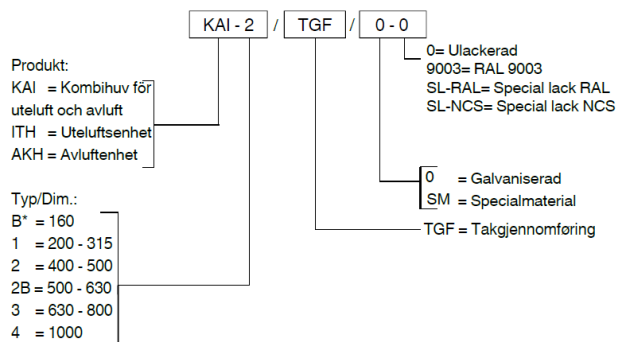 KAI - 2 / TGF / 0 - 0
0= Ulackerad
9003= RAL 9003
SL-RAL= Special lack RAL
SL-NCS= Special lack NCS
Produkt:
KAI = Kombihuv för
uteluft och avluft
ITH = Uteluftsenhet
AKH = Avluftenhet
0 = Galvaniserad
SM = Specialmaterial
TGF = Takgjennomføring
Typ/Dim.:
B* = 160
1 = 200 - 315
2 = 400 - 500
2B = 500 - 630
3 = 630 - 800
4 = 1000